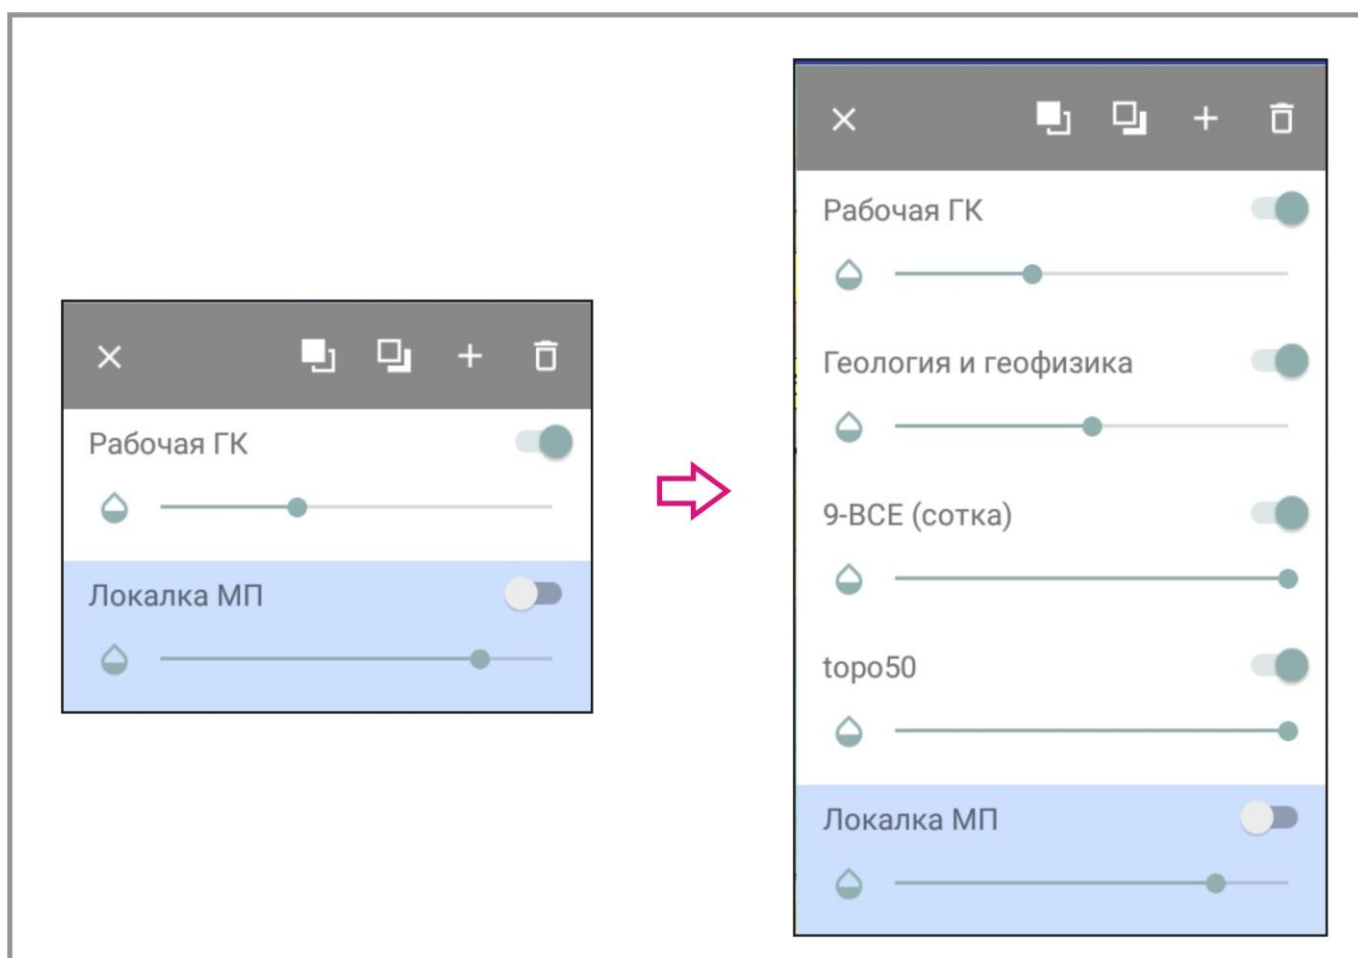 Рабочая ГК
Локалка МП
Рабочая ГК
Геология и геофизика
9-ВСЕ (сотка)
topo50
Локалка МП